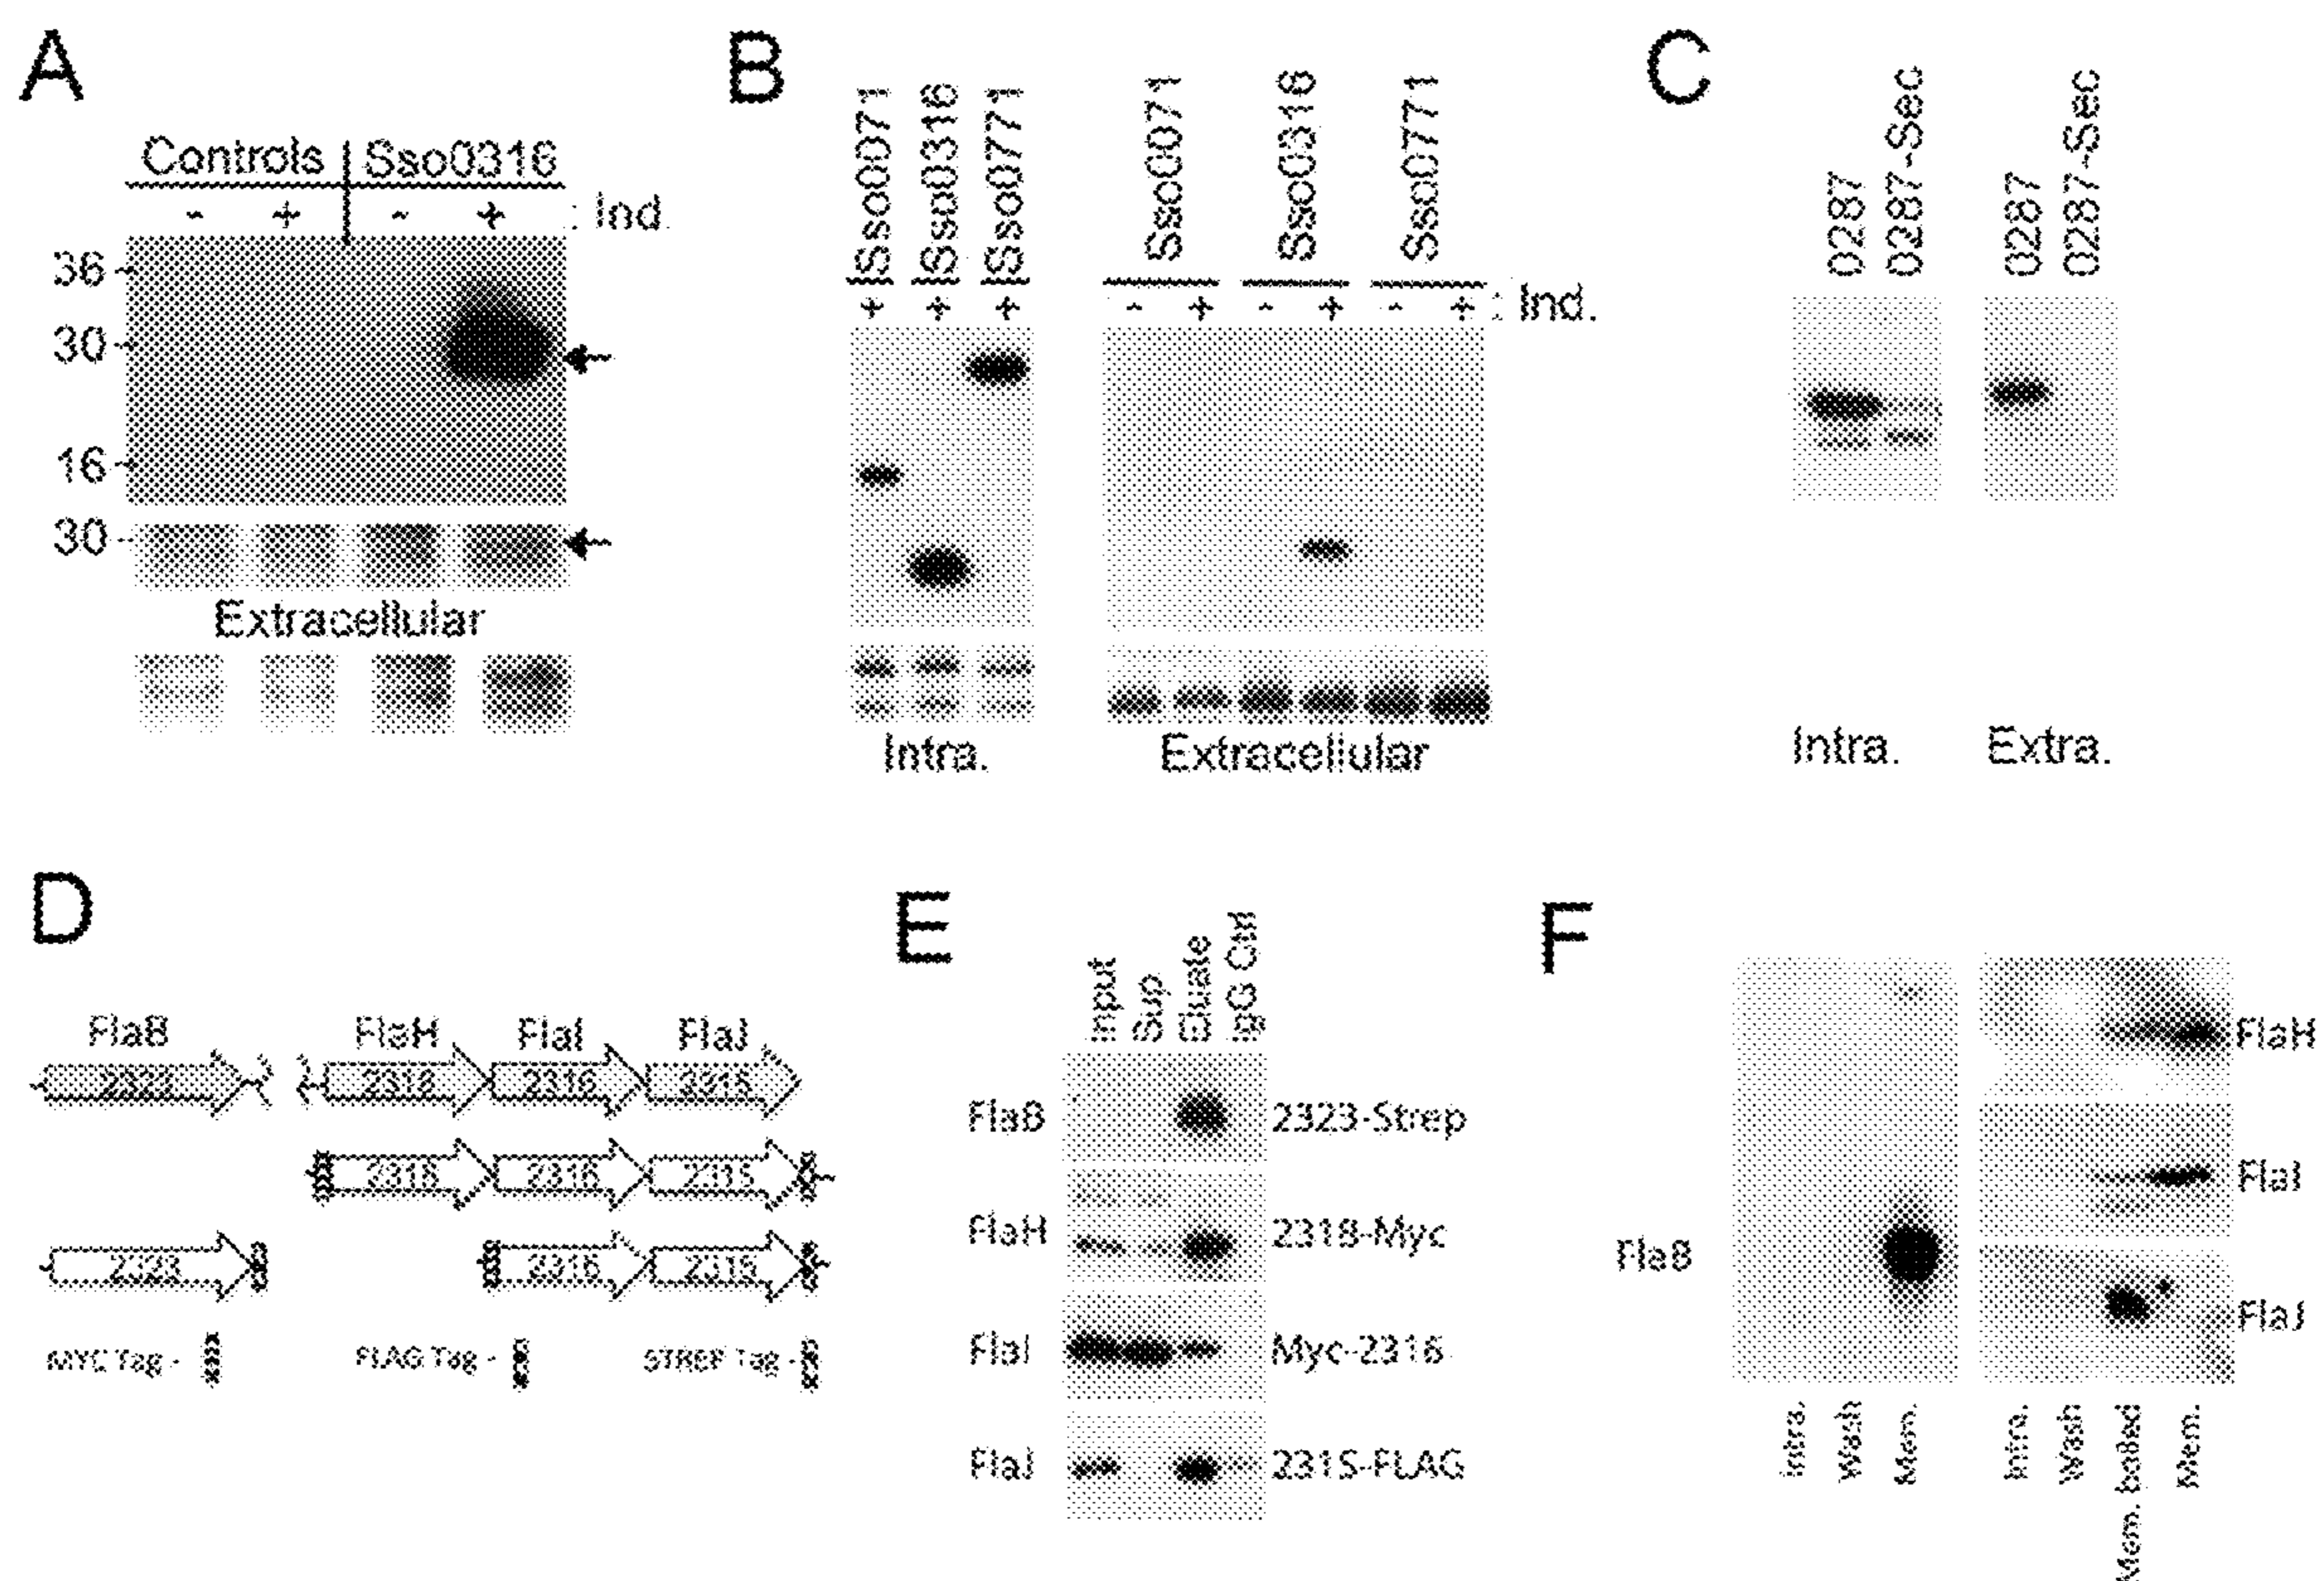 A
Controls Sso0316
- + - + : Ind.
36
30
16
30
Extracellular
B
Sso0071
Sso0316
Sso0771
Sso0071
Sso0316
Sso0771
+ + + - + - + - + : Ind.
Intra. Extracellular
C
0287
0287-Sec
0287
0287-Sec
Intra. Extra.
D
FlaB FlaH FlaI FlaJ
2323 2318 2316 2315
2318 2316 2315
2323 2316 2315
MYC Tag - FLAG Tag - STREP Tag -
E
Input
Sup
Eluate
IgG Ctrl
FlaB 2323-Strep
FlaH 2318-Myc
FlaI Myc-2316
FlaJ 2315-FLAG
F
FlaH
FlaI
FlaB
FlaJ
Intra.
Wash
Mem.
Intra.
Wash
Mem. boiled
Mem.